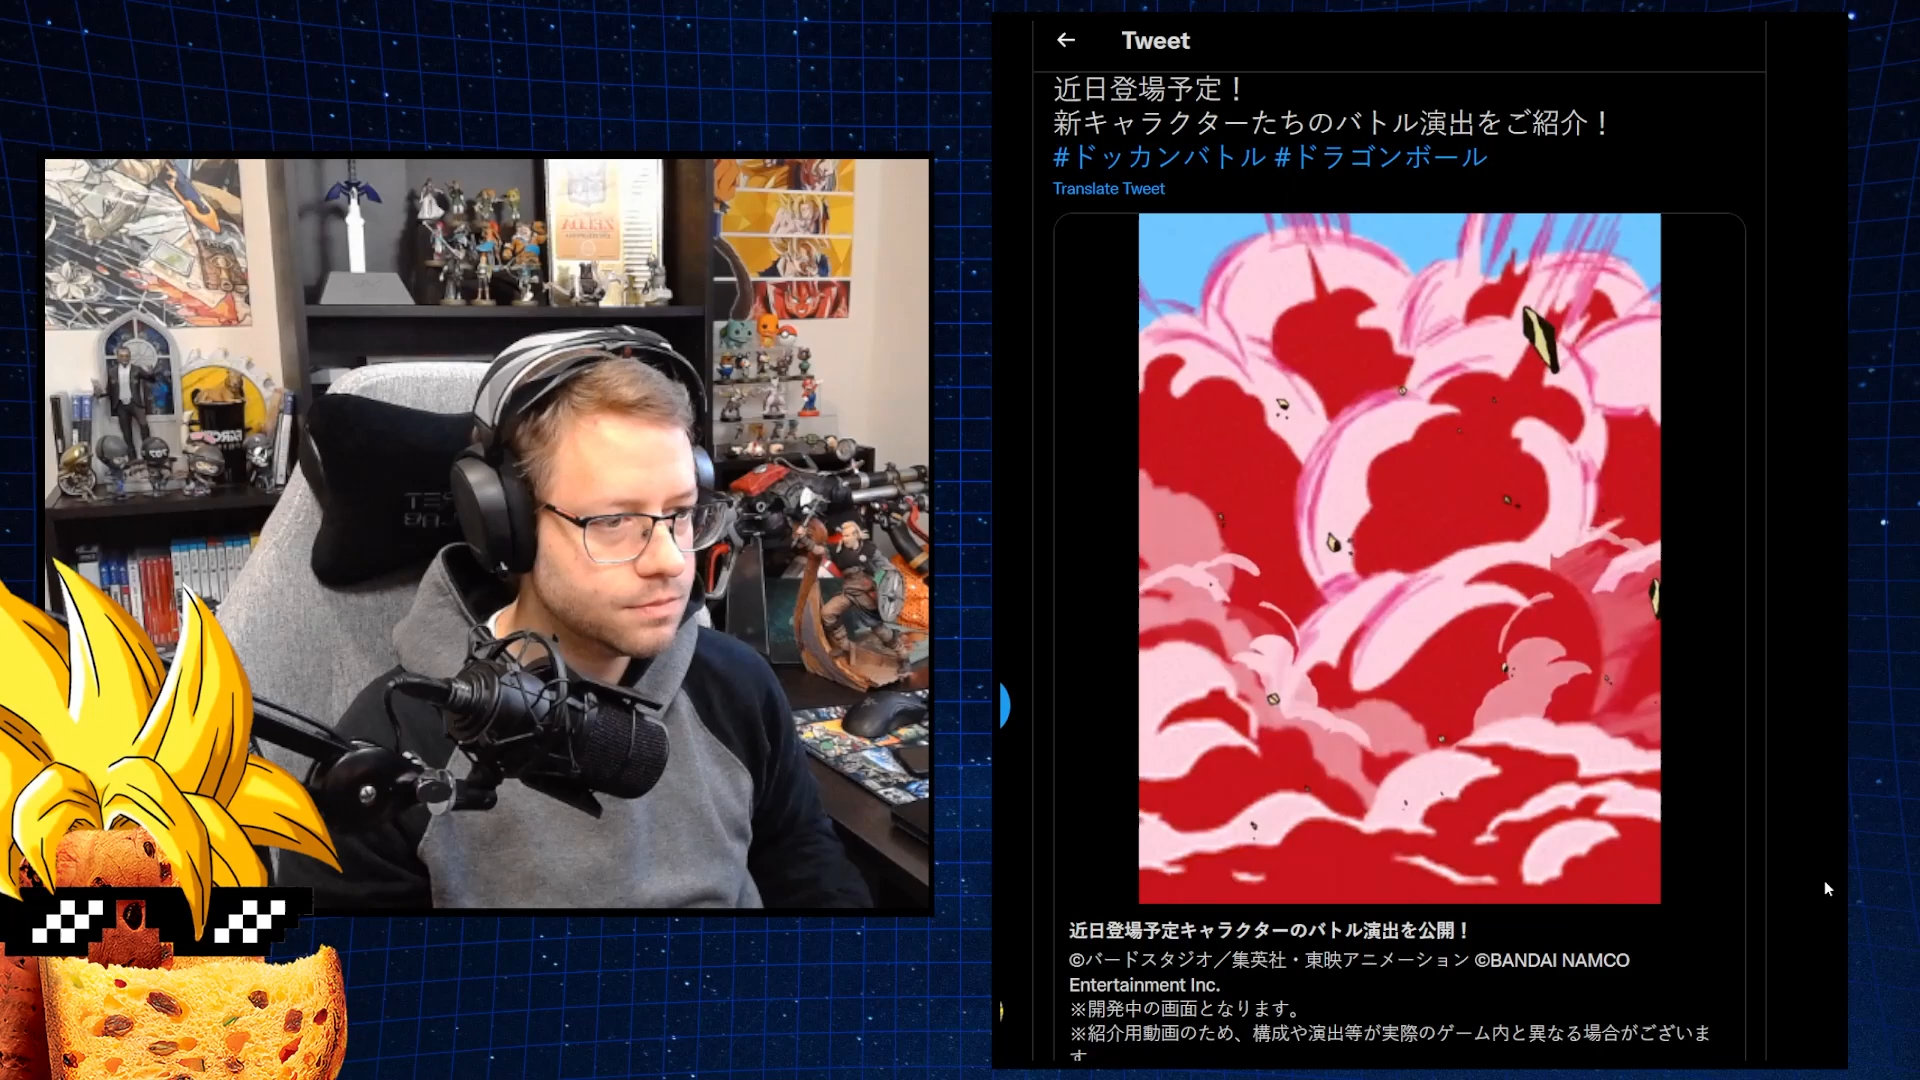 Tweet
近日登場予定！
新キャラクターたちのバトル演出をご紹介！
#ドッカンバトル #ドラゴンボール
Translate Tweet
近日登場予定キャラクターのバトル演出を公開！
©バードスタジオ／集英社・東映アニメーション ©BANDAI NAMCO
Entertainment Inc.
※開発中の画面となります。
※紹介用動画のため、構成や演出等が実際のゲーム内と異なる場合がございま
す